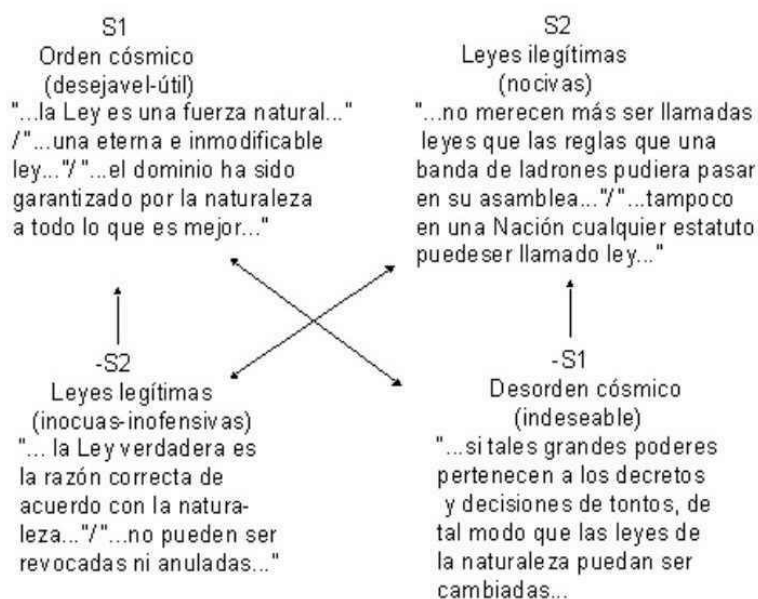 S1
Orden cósmico
(desejavel-útil)
"...la Ley es una fuerza natural..."
/"...una eterna e inmodificable
ley..."/"...el dominio ha sido
garantizado por la naturaleza
a todo lo que es mejor..."
S2
Leyes ilegítimas
(nocivas)
"...no merecen más ser llamadas
leyes que las reglas que una
banda de ladrones pudiera pasar
en su asamblea..."/"...tampoco
en una Nación cualquier estatuto
puedeser llamado ley..."
-S2
Leyes legítimas
(inocuas-inofensivas)
"... la Ley verdadera es
la razón correcta de
acuerdo con la natura-
leza..."/"...no pueden ser
revocadas ni anuladas..."
-S1
Desorden cósmico
(indeseable)
"...si tales grandes poderes
pertenecen a los decretos
y decisiones de tontos, de
tal modo que las leyes de
la naturaleza puedan ser
cambiadas...